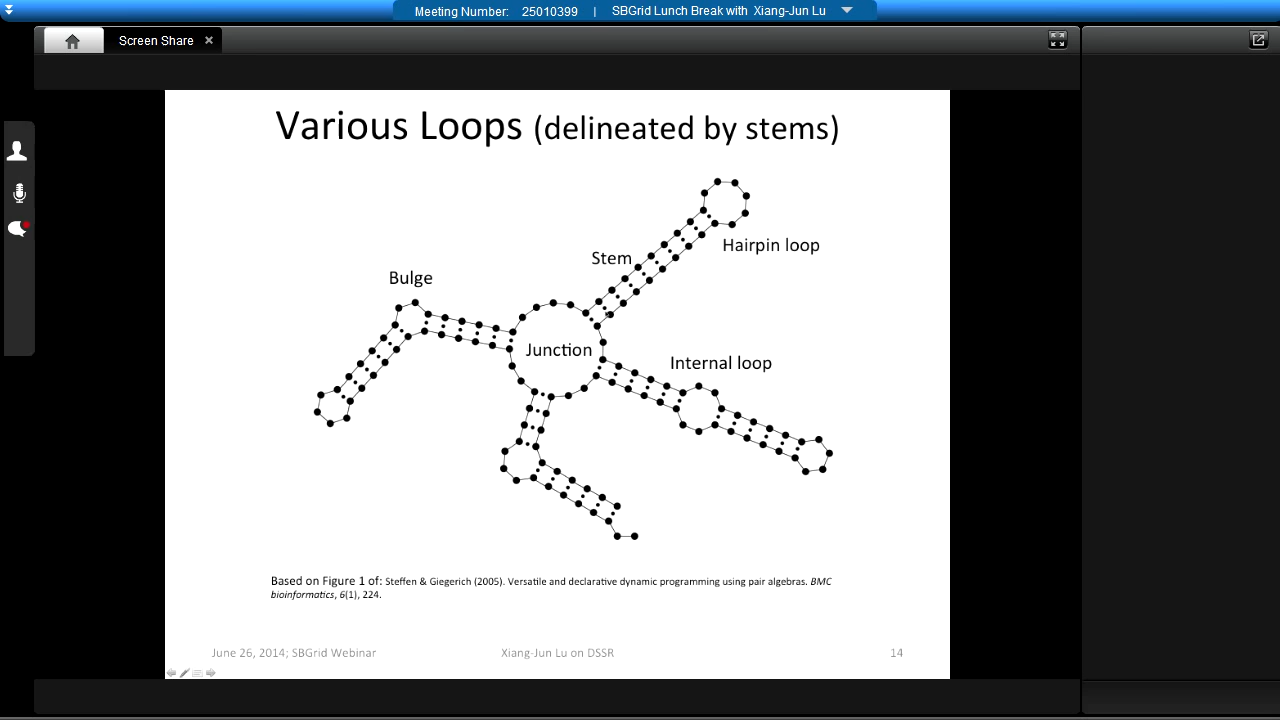 Meeting Number: 25010399 | SBGrid Lunch Break with Xiang-Jun Lu
Screen Share
Various Loops (delineated by stems)
Hairpin loop
Stem
Bulge
Junction
Internal loop
Based on Figure 1 of: Steffen & Giegerich (2005). Versatile and declarative dynamic programming using pair algebras. BMC
bioinformatics, 6(1), 224.
June 26, 2014; SBGrid Webinar Xiang-Jun Lu on DSSR 14